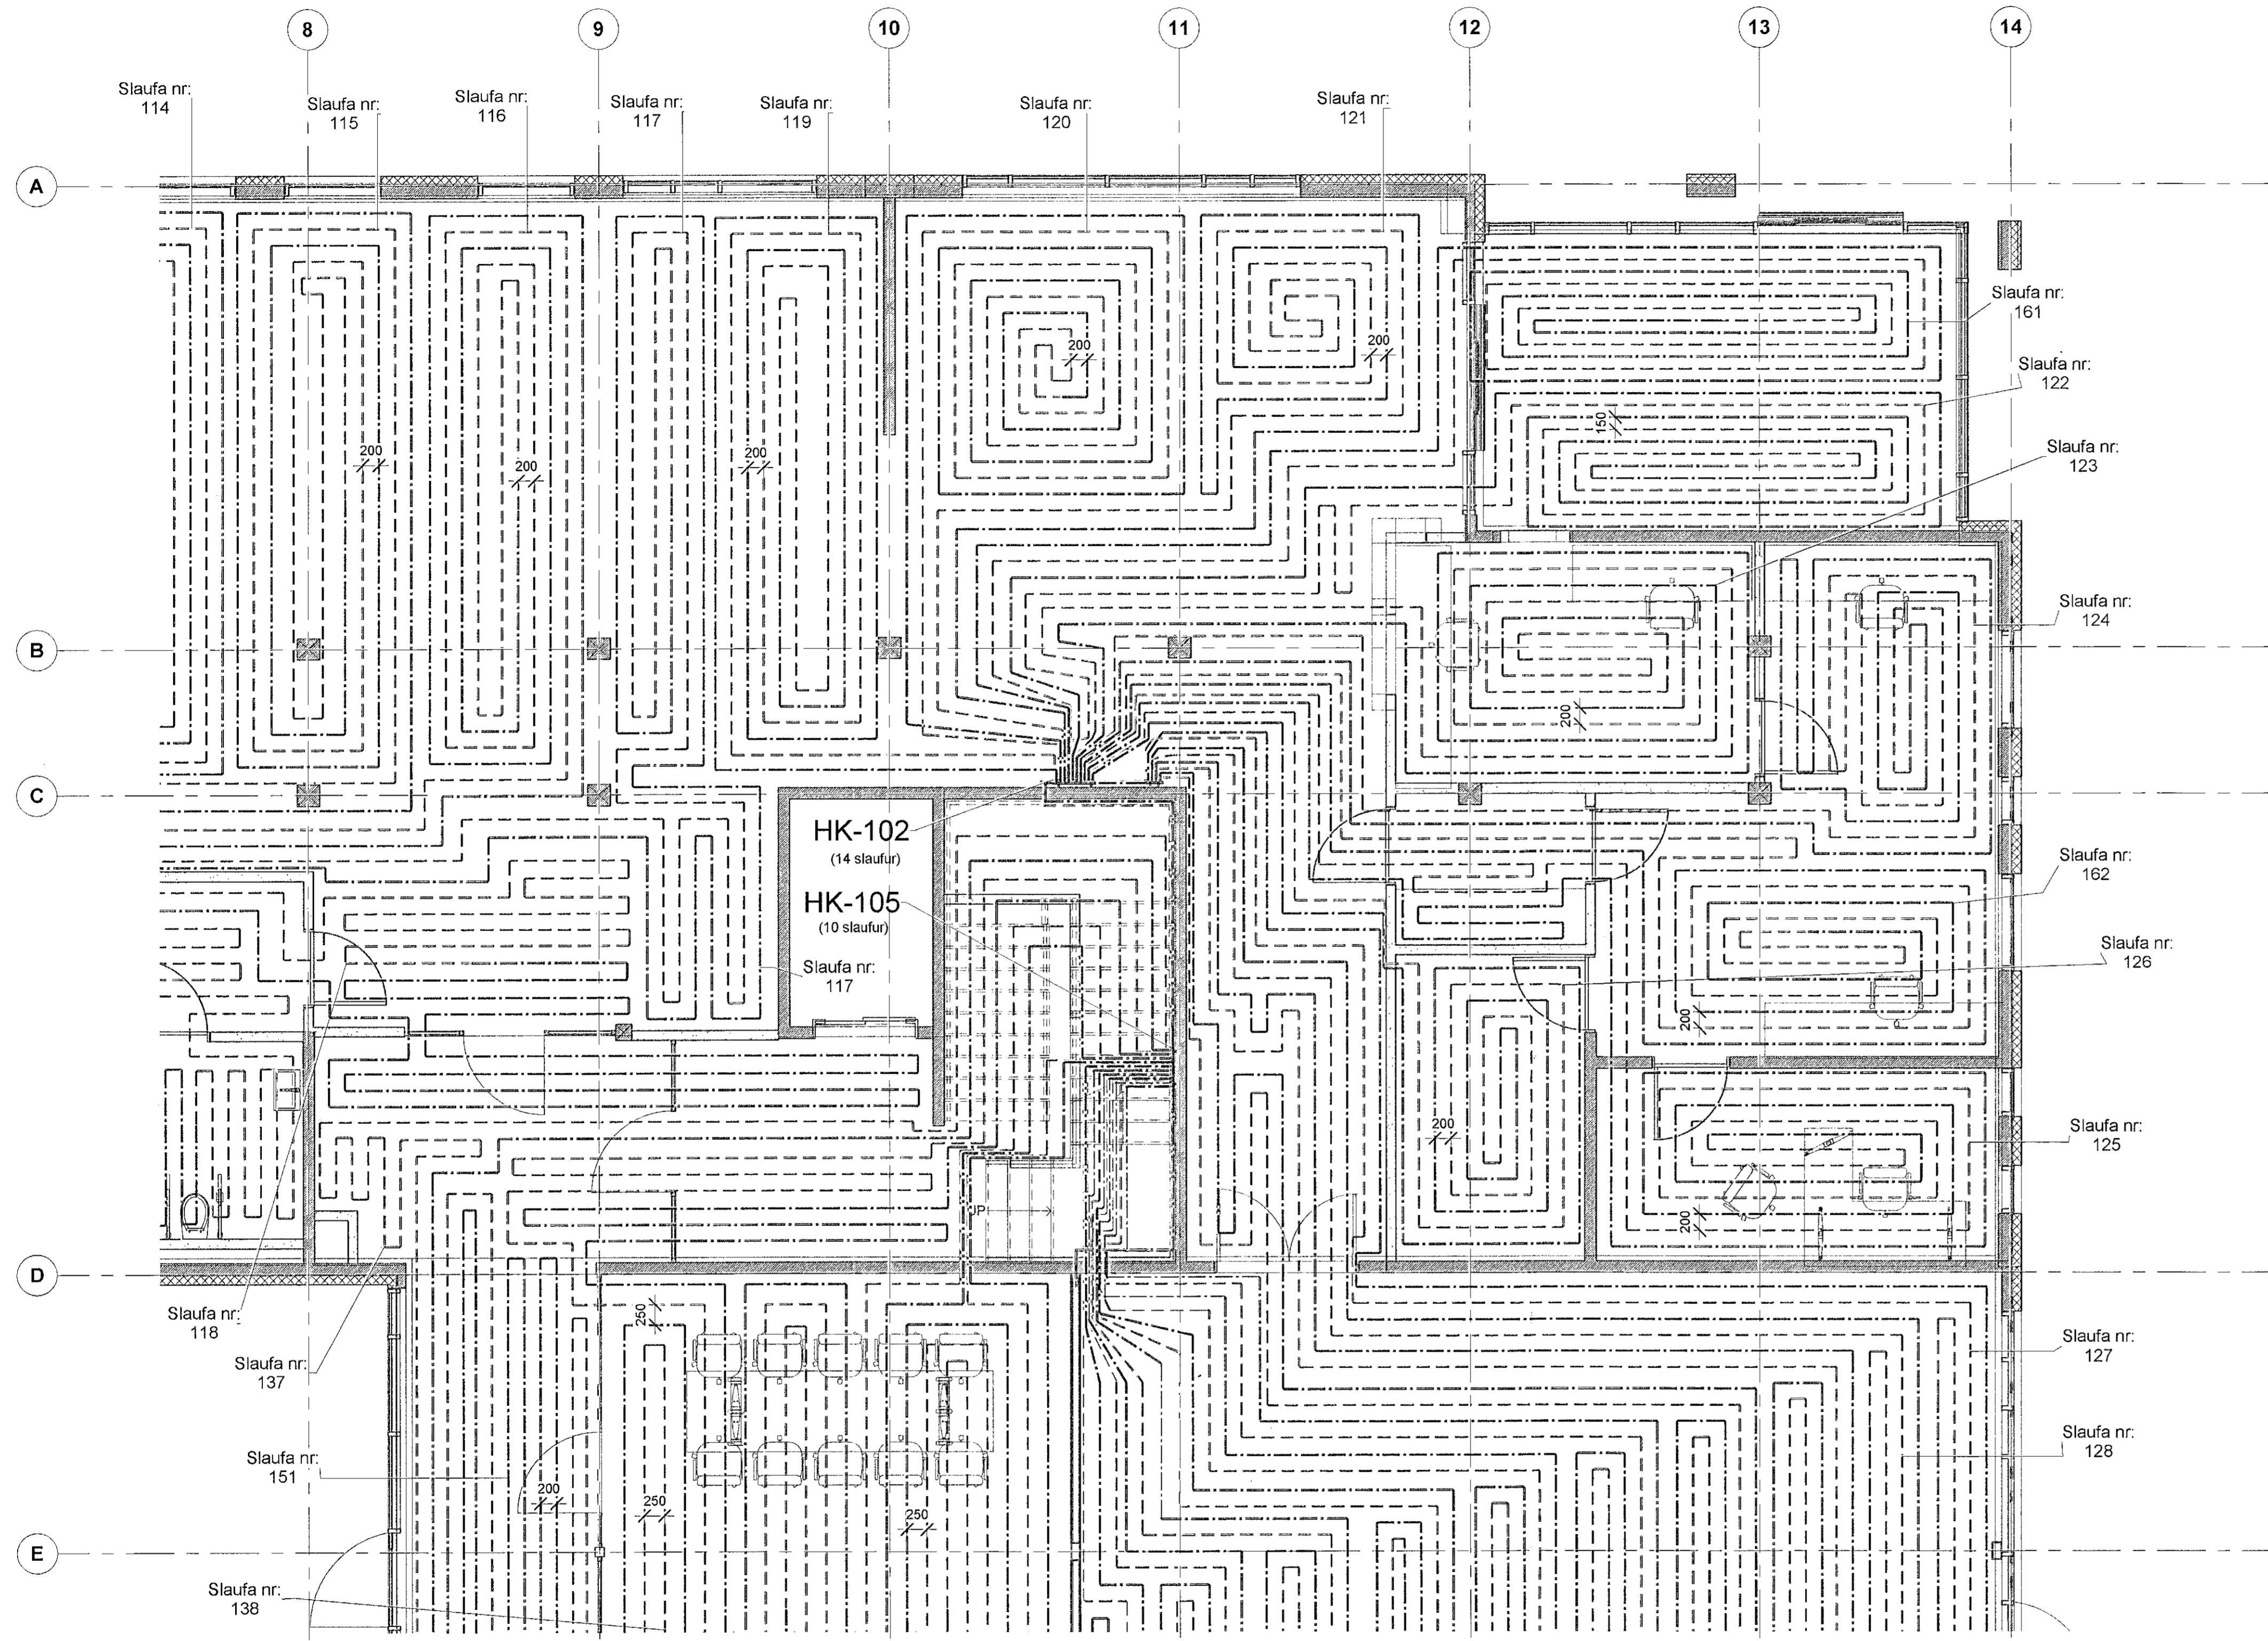 8
9
10
11
12
13
14
Slaufa nr:
114
Slaufa nr:
115
Slaufa nr:
116
Slaufa nr:
117
Slaufa nr:
119
Slaufa nr:
120
Slaufa nr:
121
A
Slaufa nr:
161
200
200
Slaufa nr:
122
150
200
200
200
Slaufa nr:
123
Slaufa nr:
124
B
200
C
HK-102
(14 slaufur)
HK-105
(10 slaufur)
Slaufa nr:
162
Slaufa nr:
126
Slaufa nr:
117
200
200
Slaufa nr:
125
200
UP
D
Slaufa nr:
118
250
Slaufa nr:
137
Slaufa nr:
127
Slaufa nr:
128
Slaufa nr:
151
200
250
250
E
Slaufa nr:
138